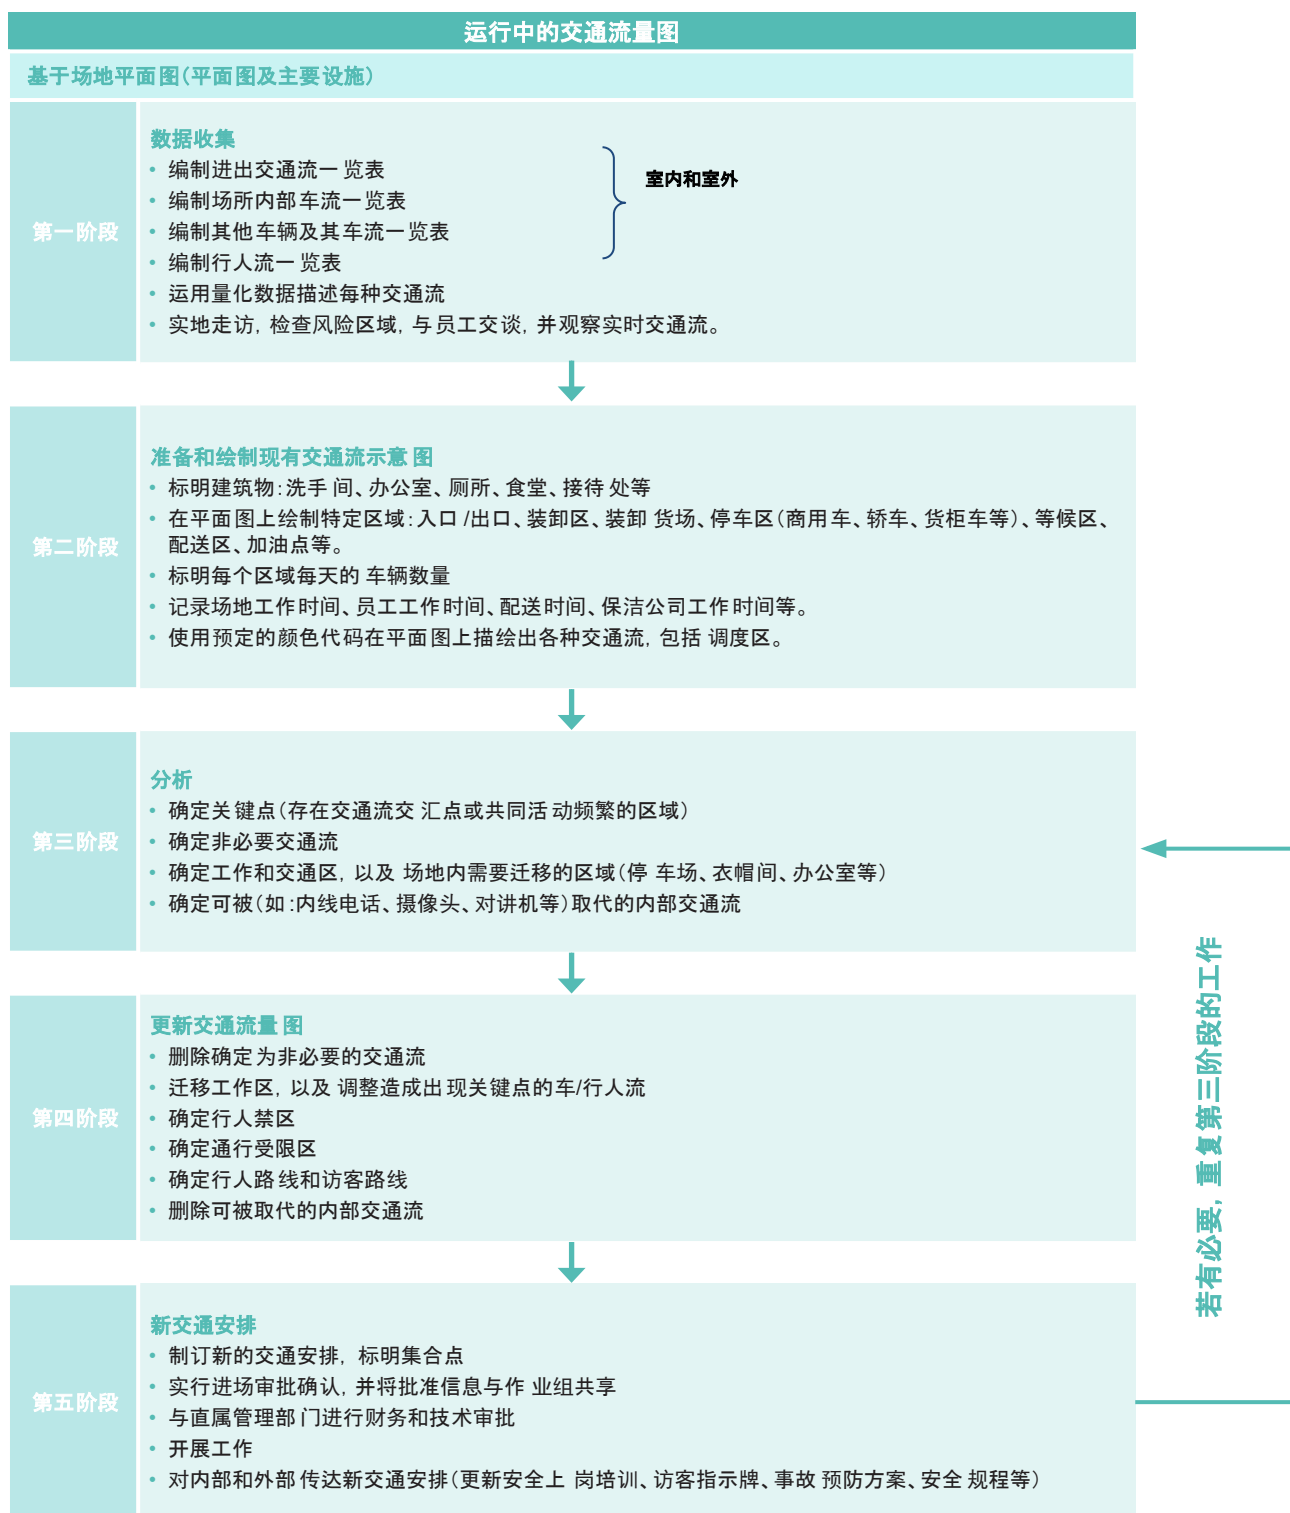 运行中的交通流量图
基于场地平面图(平面图及主要设施)
第一阶段
数据收集
• 编制进出交通流一览表
• 编制场所内部车流一览表
• 编制其他车辆及其车流一览表
• 编制行人流一览表
室内和室外
• 运用量化数据描述每种交通流
• 实地走访, 检查风险区域, 与员工交谈, 并观察实时交通流。
第二阶段
准备和绘制现有交通流示意图
• 标明建筑物:洗手间、办公室、厕所、食堂、接待处等
• 在平面图上绘制特定区域:入口/出口、装卸区、装卸货场、停车区(商用车、轿车、货柜车等)、等候区、
配送区、加油点等。
• 标明每个区域每天的车辆数量
• 记录场地工作时间、员工工作时间、配送时间、保洁公司工作时间等。
• 使用预定的颜色代码在平面图上描绘出各种交通流, 包括调度区。
第三阶段
分析
• 确定关键点(存在交通流交汇点或共同活动频繁的区域)
• 确定非必要交通流
• 确定工作和交通区, 以及场地内需要迁移的区域(停车场、衣帽间、办公室等)
• 确定可被(如:内线电话、摄像头、对讲机等)取代的内部交通流
第四阶段
更新交通流量图
• 删除确定为非必要的交通流
• 迁移工作区, 以及调整造成出现关键点的车/行人流
• 确定行人禁区
• 确定通行受限区
• 确定行人路线和访客路线
• 删除可被取代的内部交通流
第五阶段
新交通安排
• 制订新的交通安排, 标明集合点
• 实行进场审批确认, 并将批准信息与作业组共享
• 与直属管理部门进行财务和技术审批
• 开展工作
• 对内部和外部传达新交通安排(更新安全上岗培训、访客指示牌、事故预防方案、安全规程等)
若有必要, 重复第三阶段的工作